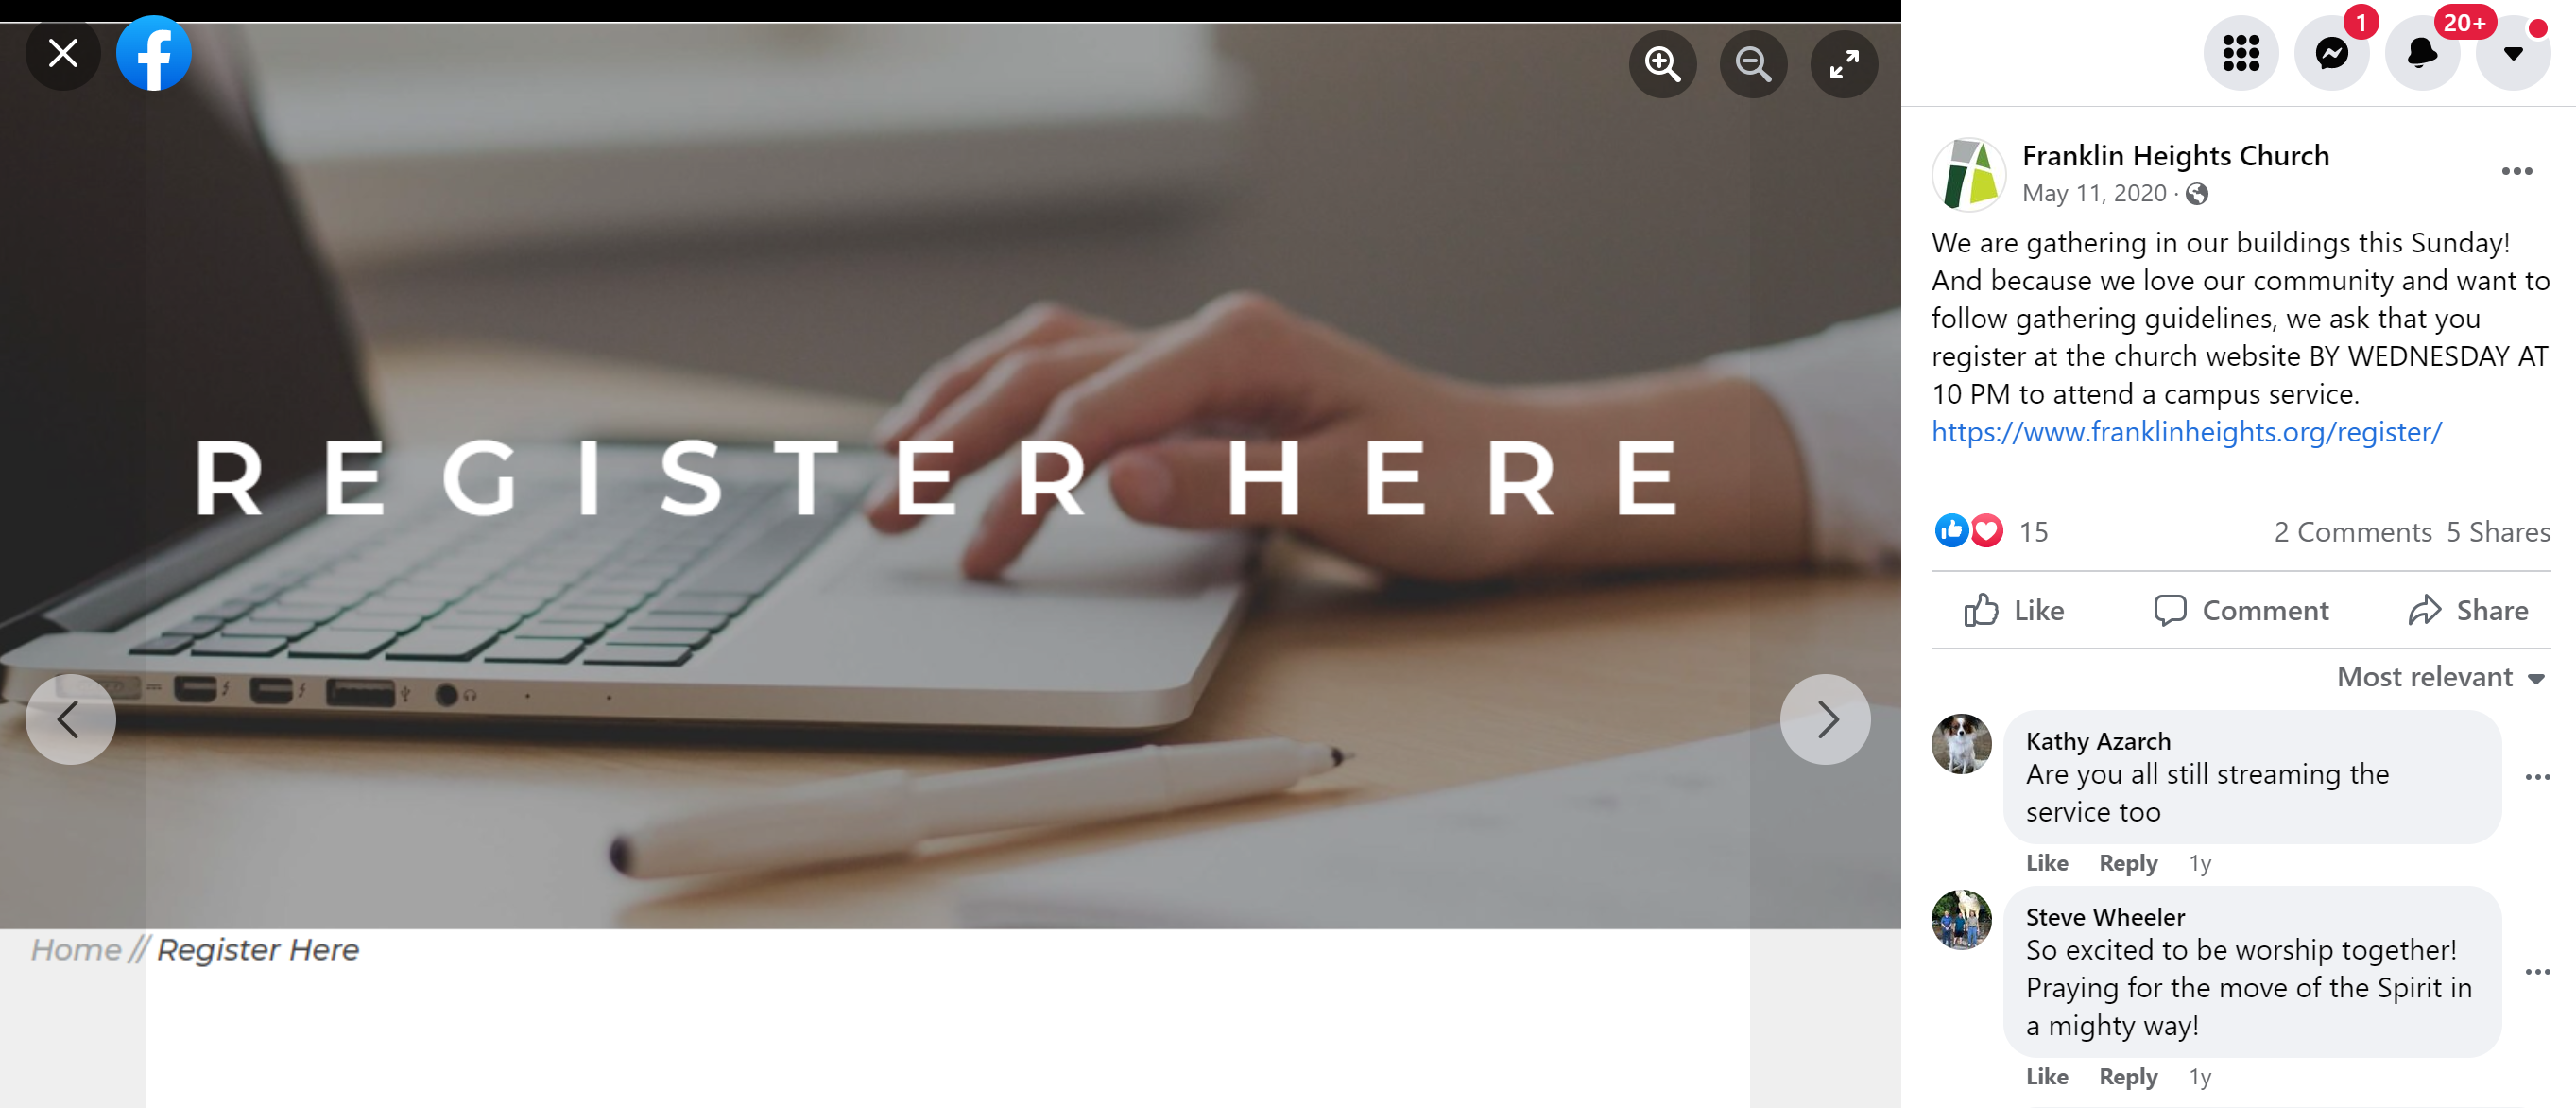 REGISTER HERE
Home // Register Here
1
20+
Franklin Heights Church
May 11, 2020 ·
We are gathering in our buildings this Sunday!
And because we love our community and want to
follow gathering guidelines, we ask that you
register at the church website BY WEDNESDAY AT
10 PM to attend a campus service.
https://www.franklinheights.org/register/
15 2 Comments 5 Shares
Like Comment Share
Most relevant
Kathy Azarch
Are you all still streaming the
service too
Like Reply 1y
Steve Wheeler
So excited to be worship together!
Praying for the move of the Spirit in
a mighty way!
Like Reply 1y